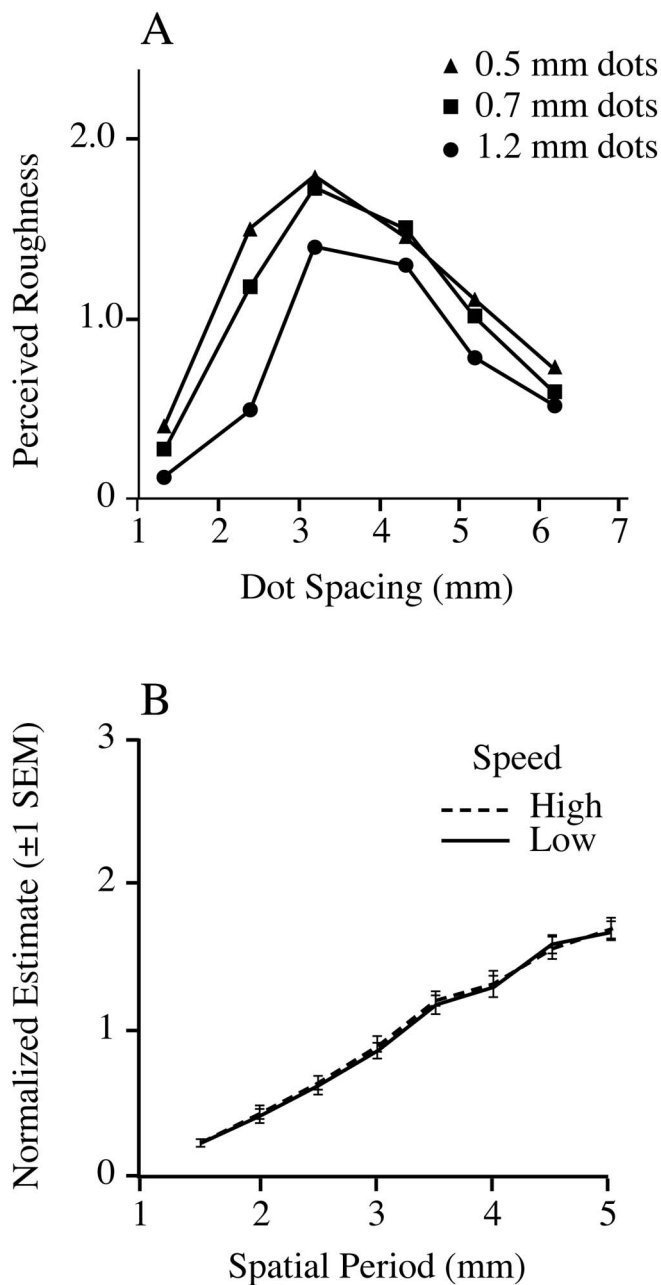 A
▲ 0.5 mm dots
■ 0.7 mm dots
● 1.2 mm dots
Perceived Roughness
2.0
1.0
0
1 2 3 4 5 6 7
Dot Spacing (mm)
B
Normalized Estimate (±1 SEM)
3
2
1
0
Speed
High
Low
1 2 3 4 5
Spatial Period (mm)